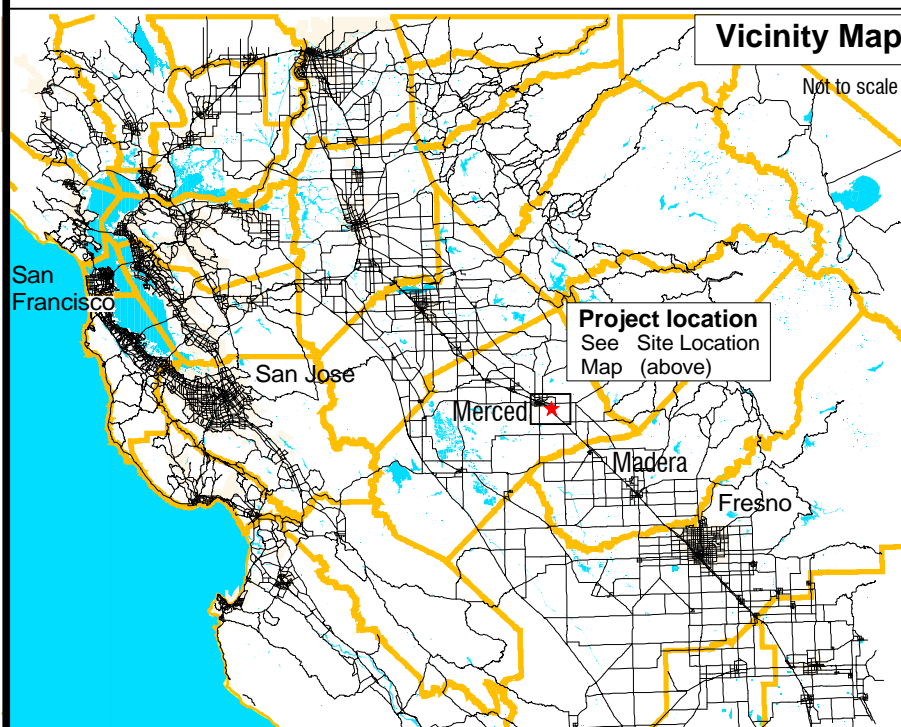 Vicinity Map
Not to scale
San
Francisco
San Jose
Project location
See Site Location
Map (above)
Merced
Madera
Fresno